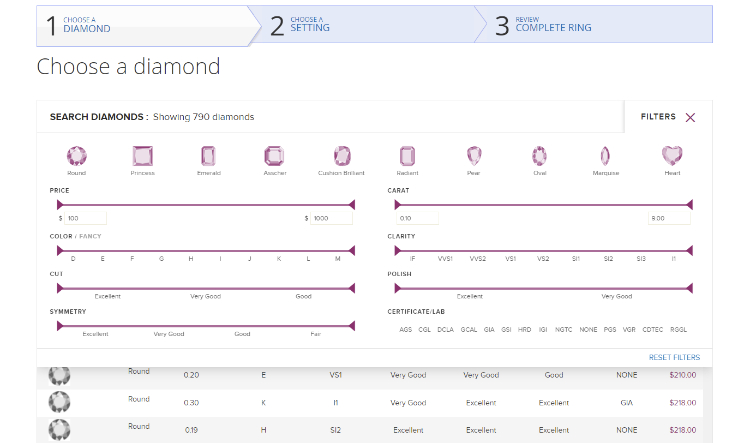 1 CHOOSE A DIAMOND
2 CHOOSE A SETTING
3 REVIEW COMPLETE RING
Choose a diamond
SEARCH DIAMONDS : Showing 790 diamonds
FILTERS
Round Princess Emerald Asscher Cushion Brilliant Radiant Pear Oval Marquise Heart
PRICE
$ 100 $ 1000
CARAT
0.10 9.00
COLOR / FANCY
D E F G H I J K L M
CLARITY
IF VVS1 VVS2 VS1 VS2 SI1 SI2 SI3 I1
CUT
Excellent Very Good Good
POLISH
Excellent Very Good
SYMMETRY
Excellent Very Good Good Fair
CERTIFICATE/LAB
AGS CGL DCLA GCAL GIA GSI HRD IGI NGTC NONE PGS VGR CDTEC RGGL
RESET FILTERS
Round 0.20 E VS1 Very Good Very Good Good NONE $210.00
Round 0.30 K I1 Very Good Excellent Excellent GIA $218.00
Round 0.19 H SI2 Excellent Excellent Excellent NONE $218.00